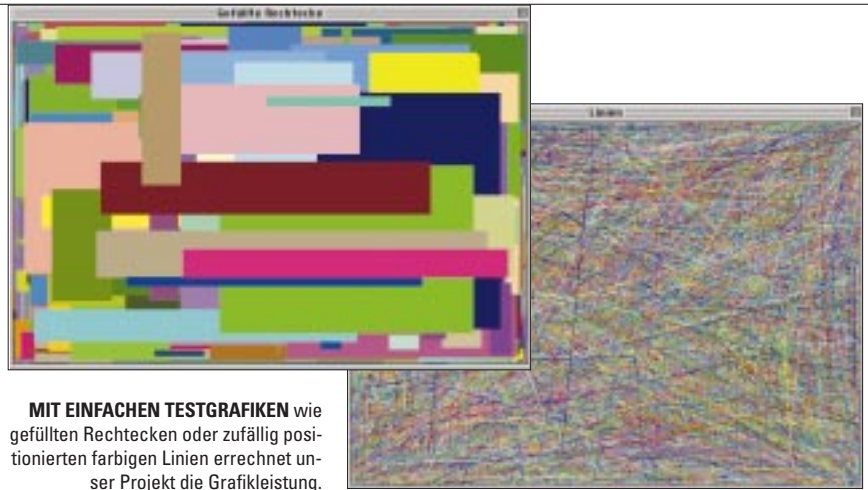 Gefüllte Rechtecke
Linien
MIT EINFACHEN TESTGRAFIKEN wie
gefüllten Rechtecken oder zufällig posi-
tionierten farbigen Linien errechnet un-
ser Projekt die Grafikleistung.